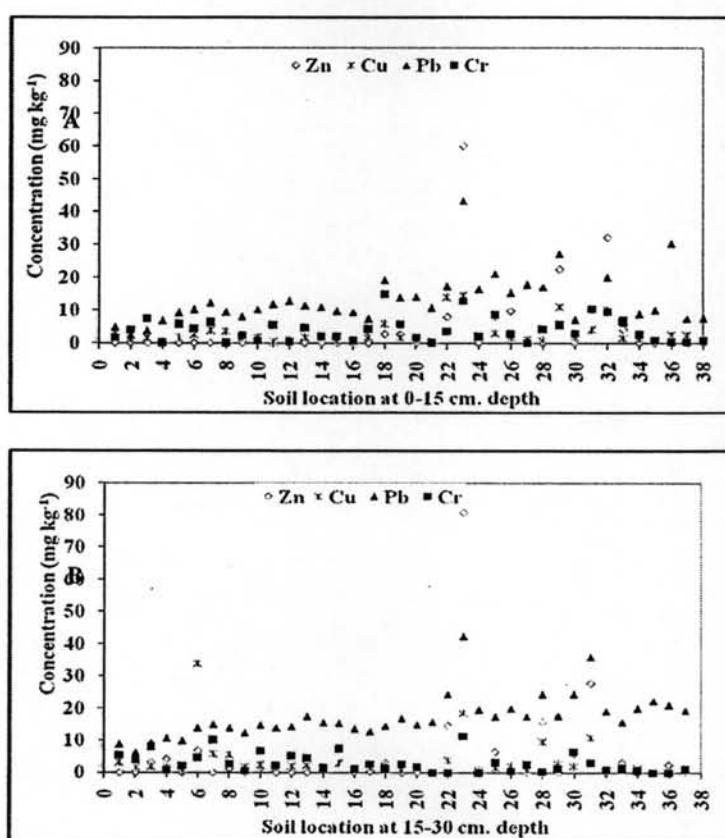 90
80
70
60
50
40
30
20
10
0
Concentration (mg kg⁻¹)
A
Zn Cu Pb Cr
0 2 4 6 8 10 12 14 16 18 20 22 24 26 28 30 32 34 36 38
Soil location at 0-15 cm. depth
90
80
70
60
50
40
30
20
10
0
Concentration (mg kg⁻¹)
B
Zn Cu Pb Cr
0 2 4 6 8 10 12 14 16 18 20 22 24 26 28 30 32 34 36 38
Soil location at 15-30 cm. depth